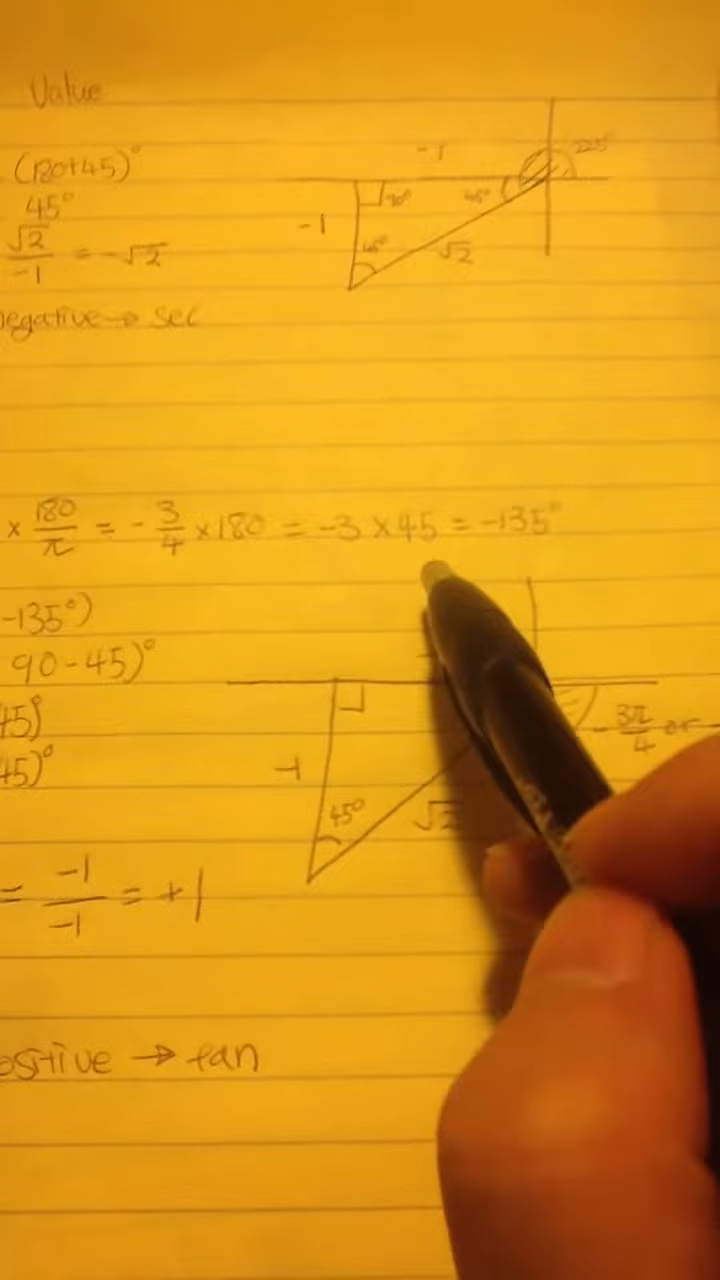 Value
(180+45)°
45°
√2/-1 = -√2
negative → sec
-1
225°
90°
45°
-1
45°
√2
× 180/π = -3/4 × 180 = -3 × 45 = -135°
-135°)
90-45)°
45)°
45)°
-3π/4 or -
-1
45°
√2
= -1/-1 = +1
ositive → tan